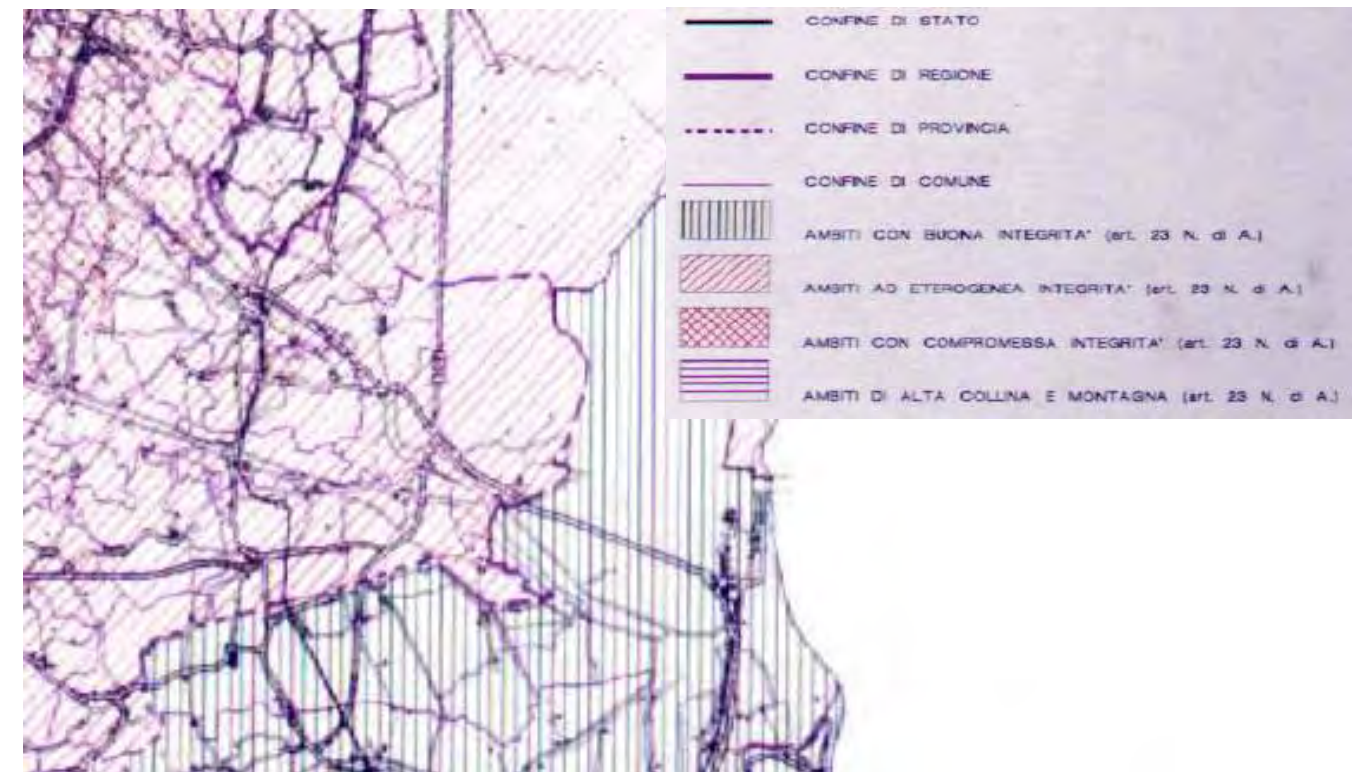 CONFINE DI STATO
CONFINE DI REGIONE
CONFINE DI PROVINCIA
CONFINE DI COMUNE
AMBITI CON BUONA INTEGRITA' (art. 23 N. di A.)
AMBITI AD ETEROGENEA INTEGRITA' (art. 23 N. di A.)
AMBITI CON COMPROMESSA INTEGRITA' (art. 23 N. di A.)
AMBITI DI ALTA COLLINA E MONTAGNA (art. 23 N. di A.)